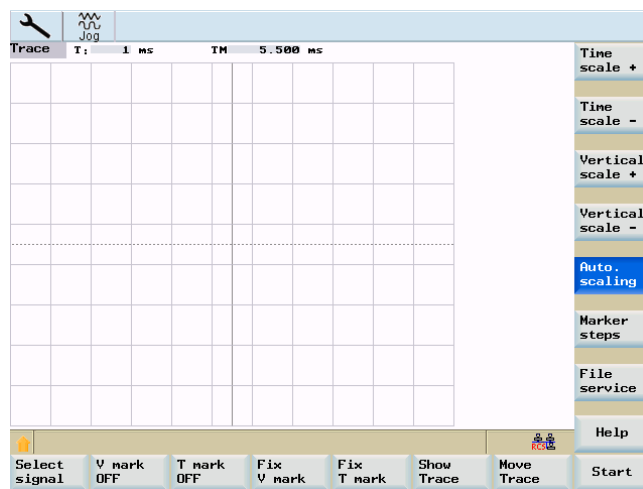 Jog
Trace T: 1 ms TM 5.500 ms
Time
scale +
Time
scale -
Vertical
scale +
Vertical
scale -
Auto.
scaling
Marker
steps
File
service
Help
RCS
Select
signal
V mark
OFF
T mark
OFF
Fix
V mark
Fix
T mark
Show
Trace
Move
Trace
Start